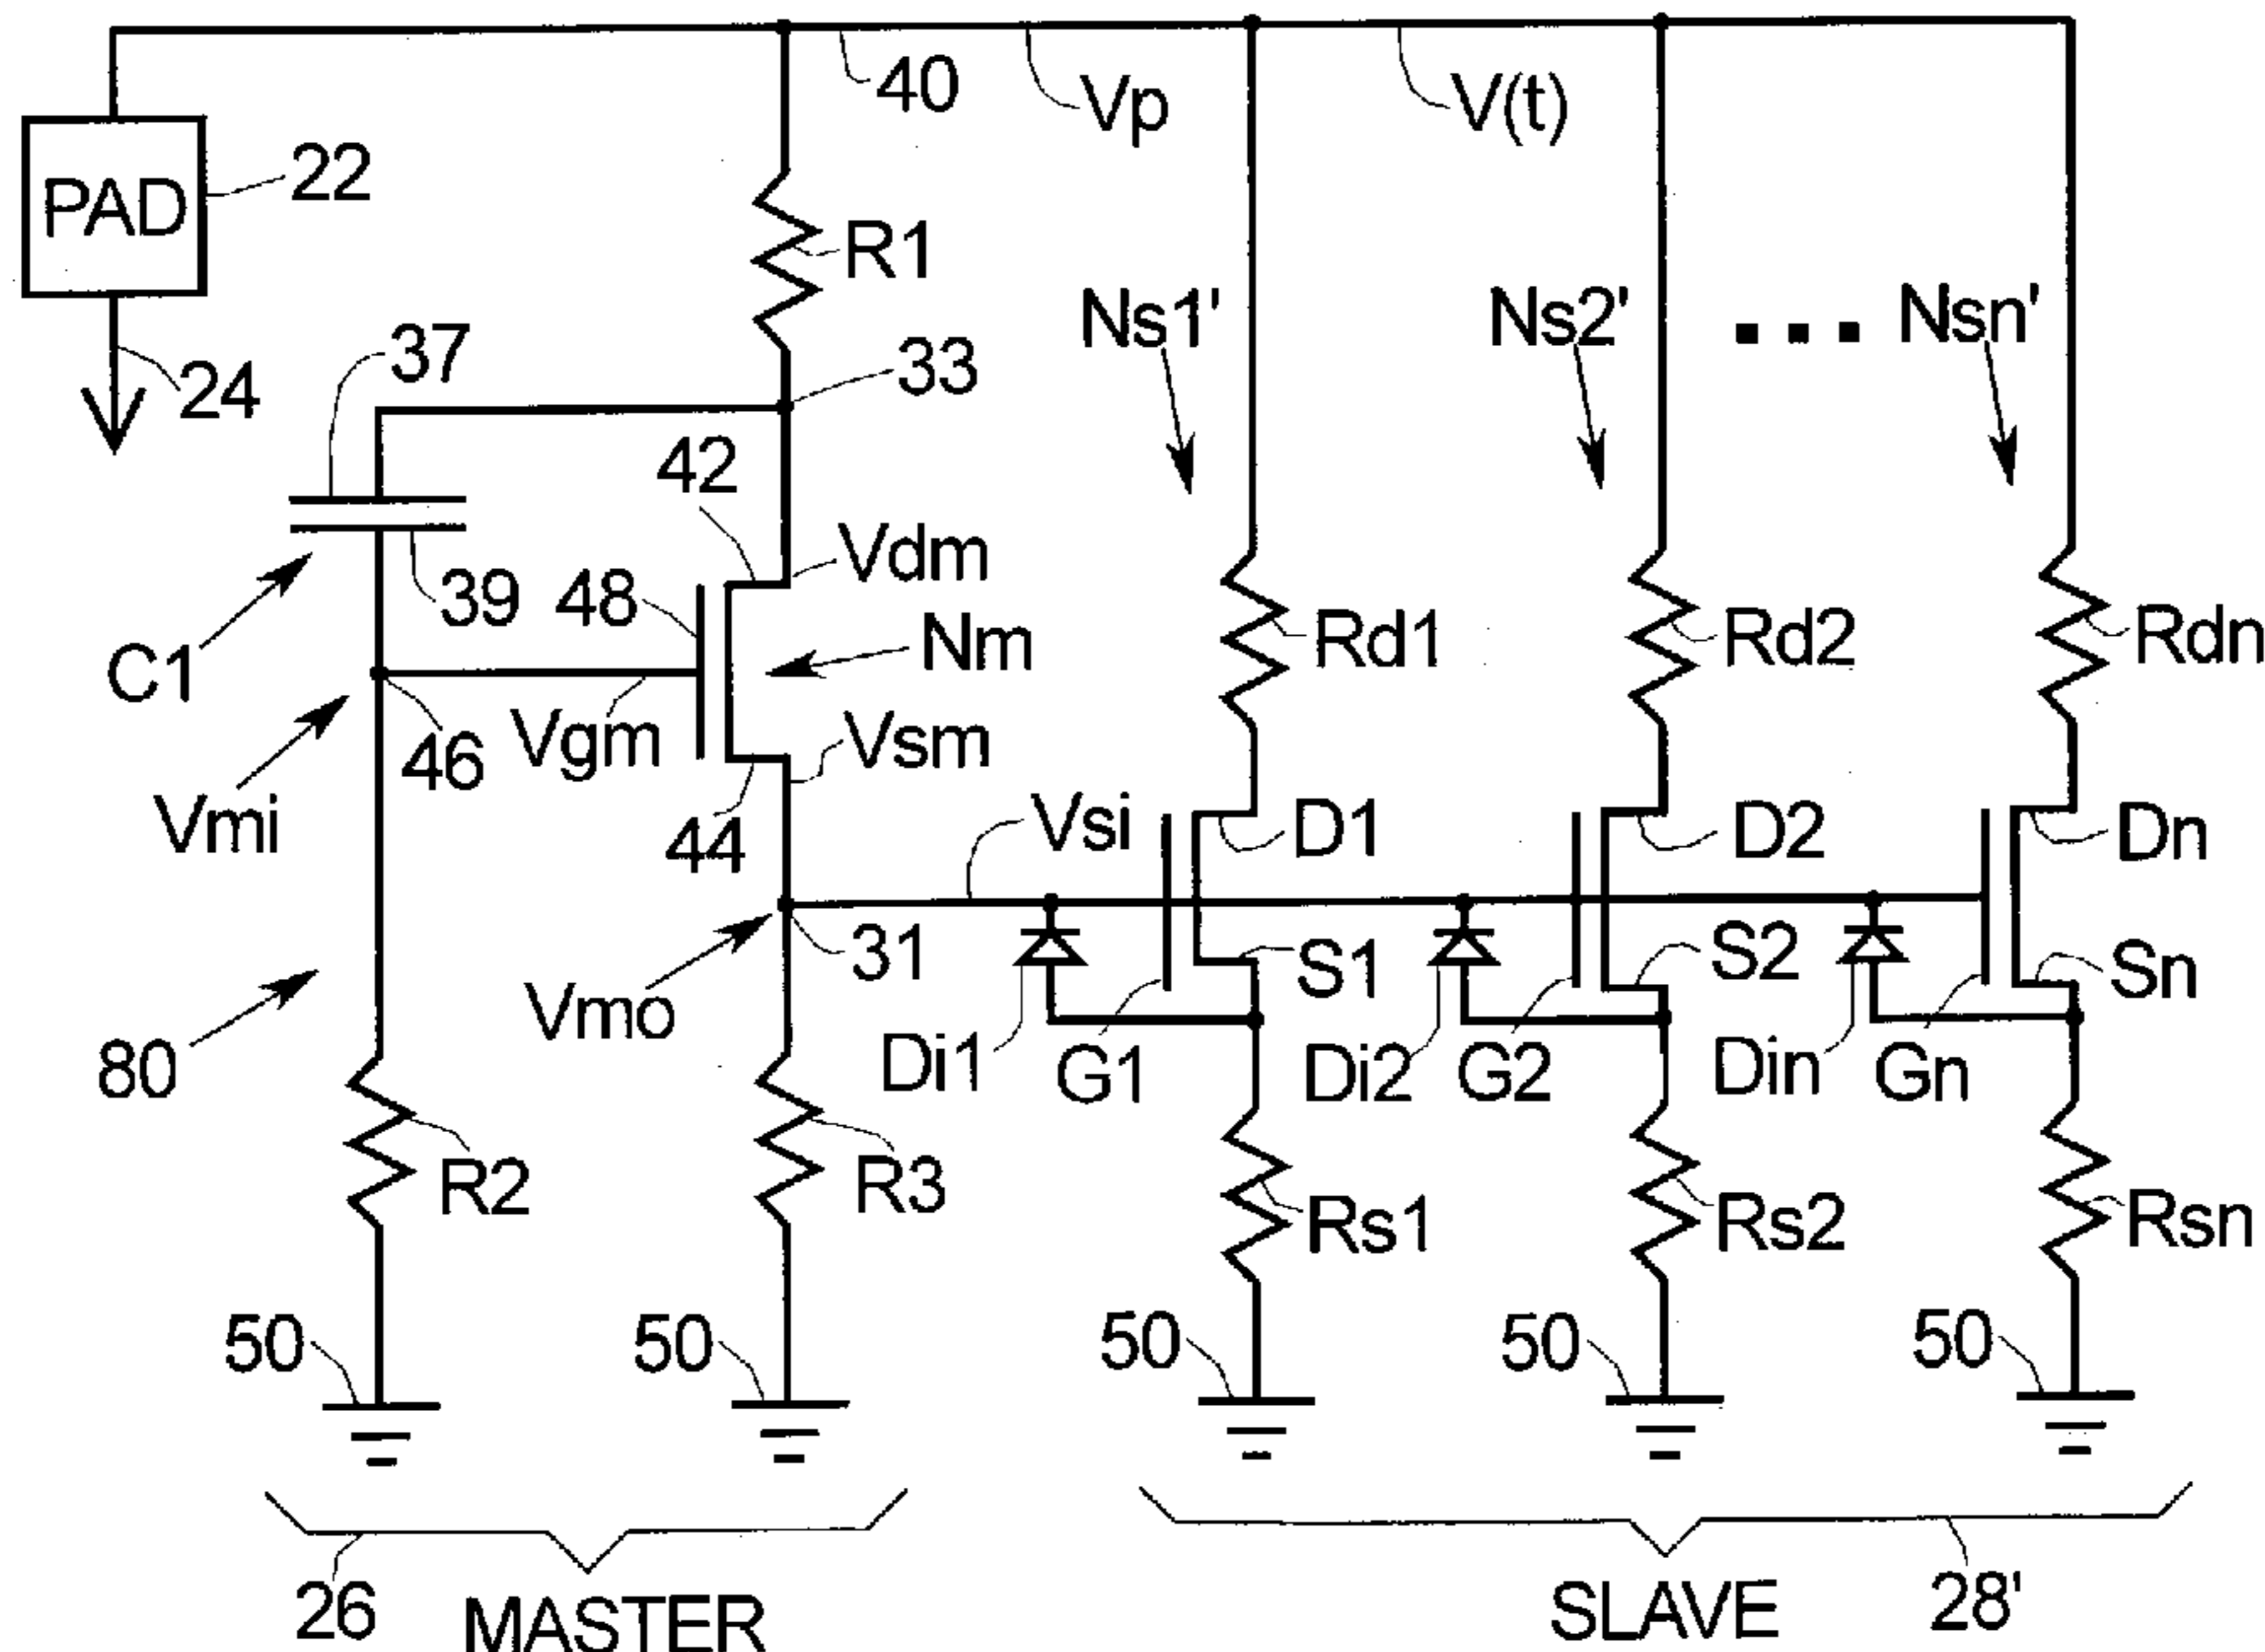 40
Vp
V(t)
PAD
22
R1
Ns1'
Ns2'
Nsn'
37
33
24
42
Vdm
39
48
Nm
Rd1
Rd2
Rdn
C1
46
Vgm
Vsm
Vmi
44
Vsi
D1
D2
Dn
31
S1
S2
Sn
Vmo
80
Di1
G1
Di2
G2
Din
Gn
R2
R3
Rs1
Rs2
Rsn
50
50
50
50
50
26
MASTER
SLAVE
28'